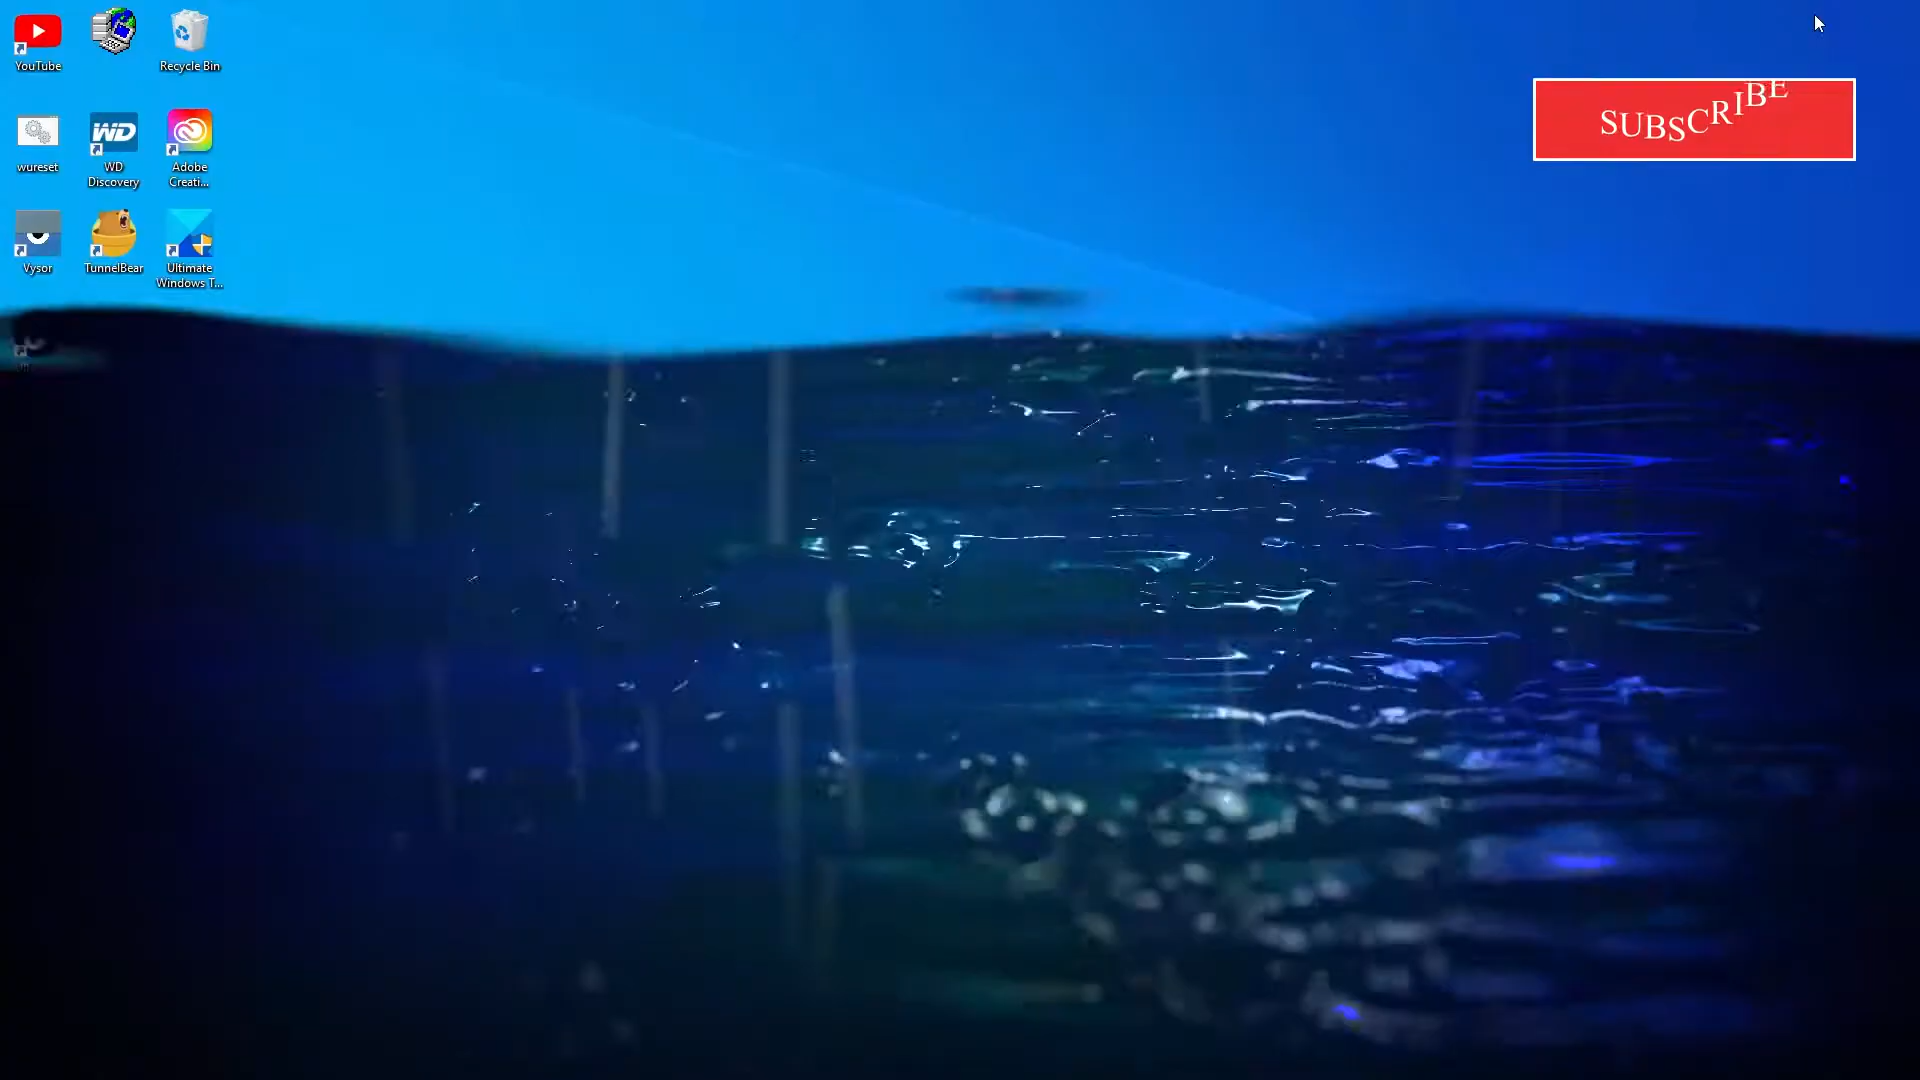 YouTube
Recycle Bin
wureset
WD
Discovery
Adobe
Creati...
Vysor
TunnelBear
Ultimate
Windows T...
SUBSCRIBE